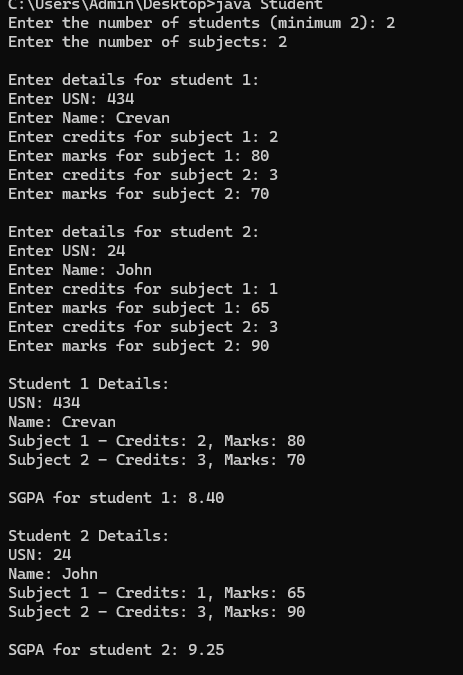 C:\Users\Admin\Desktop>java Student
Enter the number of students (minimum 2): 2
Enter the number of subjects: 2
Enter details for student 1:
Enter USN: 434
Enter Name: Crevan
Enter credits for subject 1: 2
Enter marks for subject 1: 80
Enter credits for subject 2: 3
Enter marks for subject 2: 70
Enter details for student 2:
Enter USN: 24
Enter Name: John
Enter credits for subject 1: 1
Enter marks for subject 1: 65
Enter credits for subject 2: 3
Enter marks for subject 2: 90
Student 1 Details:
USN: 434
Name: Crevan
Subject 1 - Credits: 2, Marks: 80
Subject 2 - Credits: 3, Marks: 70
SGPA for student 1: 8.40
Student 2 Details:
USN: 24
Name: John
Subject 1 - Credits: 1, Marks: 65
Subject 2 - Credits: 3, Marks: 90
SGPA for student 2: 9.25